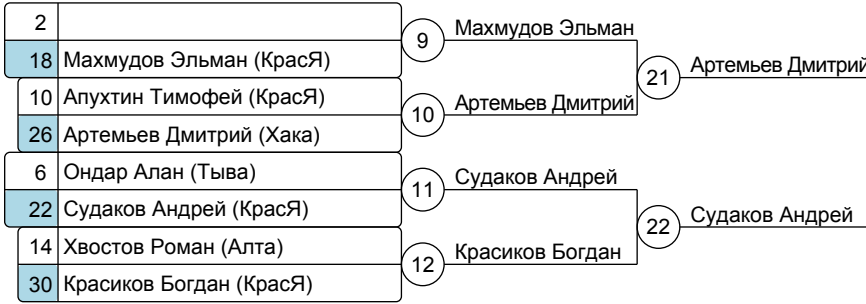 2
18 Махмудов Эльман (КрасЯ)
9 Махмудов Эльман
10 Апухтин Тимофей (КрасЯ)
26 Артемьев Дмитрий (Хака)
10 Артемьев Дмитрий
21 Артемьев Дмитрий
6 Ондар Алан (Тыва)
22 Судаков Андрей (КрасЯ)
11 Судаков Андрей
14 Хвостов Роман (Алта)
30 Красиков Богдан (КрасЯ)
12 Красиков Богдан
22 Судаков Андрей